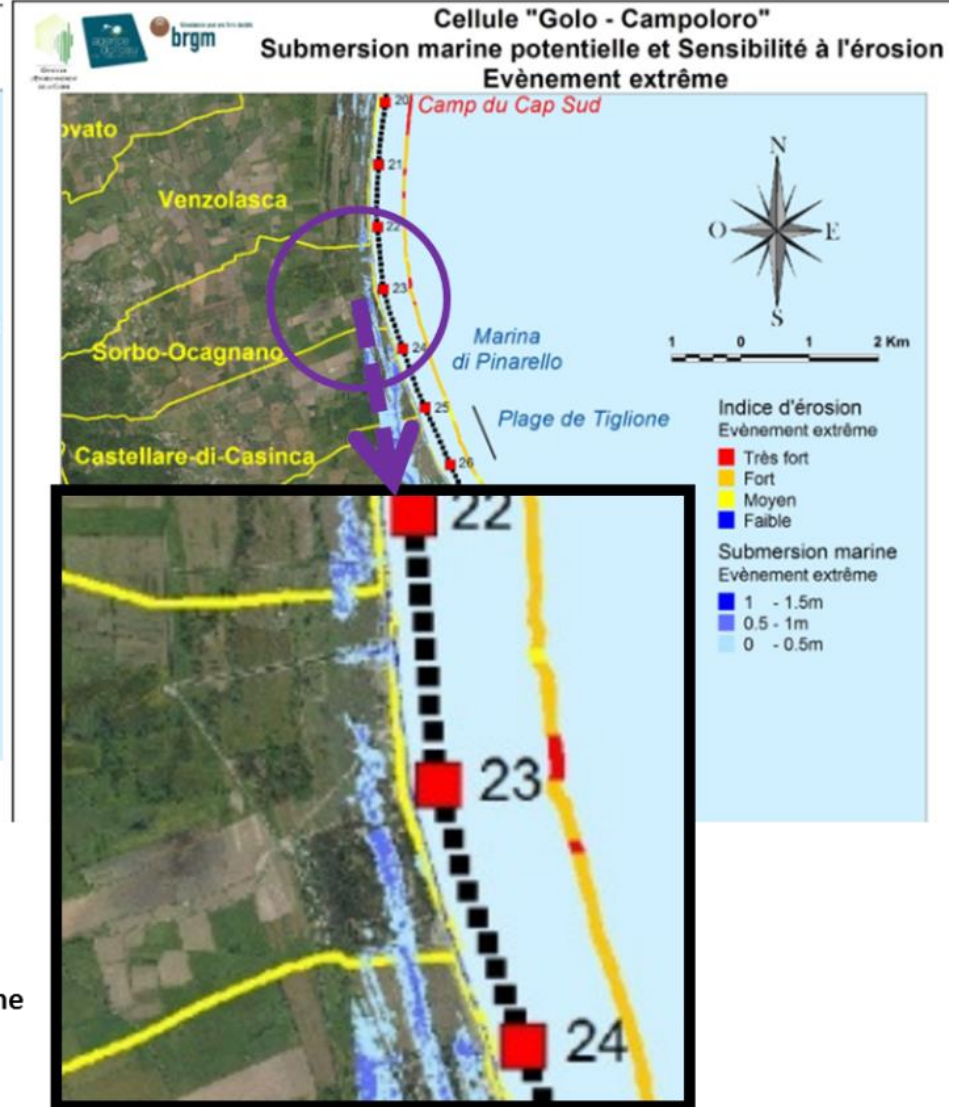 Cellule "Golo - Campoloro"
Submersion marine potentielle et Sensibilité à l'érosion
Evènement extrême
brgm
ovato
20
Camp du Cap Sud
21
Venzolasca
22
23
Sorbo-Ocagnano
24
25
Castellare-di-Casinca
26
Marina
di Pinarello
Plage de Tiglione
N
O
E
S
1 0 1 2 Km
Indice d'érosion
Evènement extrême
Très fort
Fort
Moyen
Faible
Submersion marine
Evènement extrême
1 - 1.5m
0.5 - 1m
0 - 0.5m
22
23
24
ne